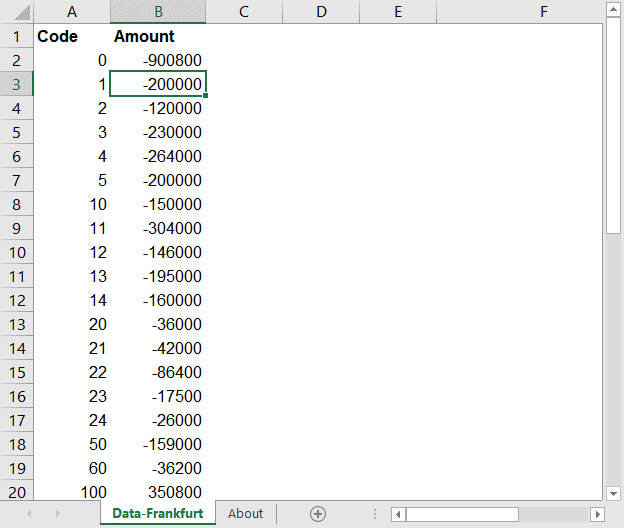 A B C D E F
1 Code Amount
2 0 -900800
3 1 -200000
4 2 -120000
5 3 -230000
6 4 -264000
7 5 -200000
8 10 -150000
9 11 -304000
10 12 -146000
11 13 -195000
12 14 -160000
13 20 -36000
14 21 -42000
15 22 -86400
16 23 -17500
17 24 -26000
18 50 -159000
19 60 -36200
20 100 350800
Data-Frankfurt About